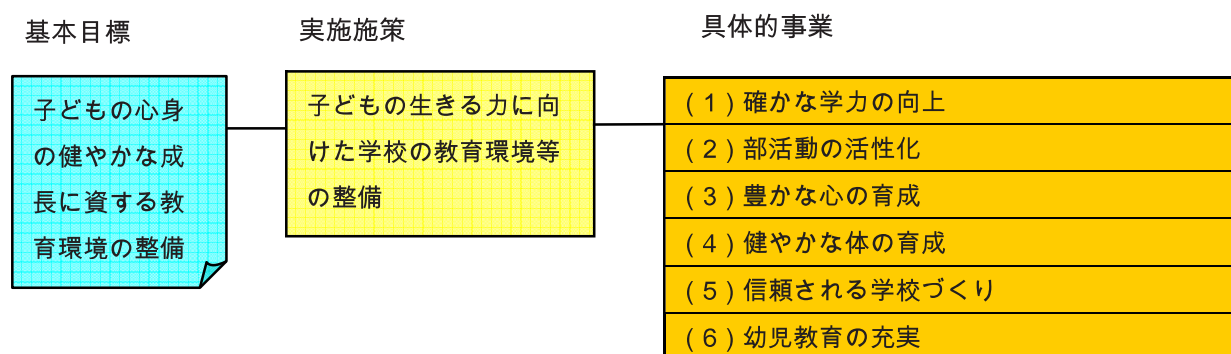 基本目標
実施施策
具体的事業
子どもの心身
の健やかな成
長に資する教
育環境の整備
子どもの生きる力に向
けた学校の教育環境等
の整備
(1)確かな学力の向上
(2)部活動の活性化
(3)豊かな心の育成
(4)健やかな体の育成
(5)信頼される学校づくり
(6)幼児教育の充実